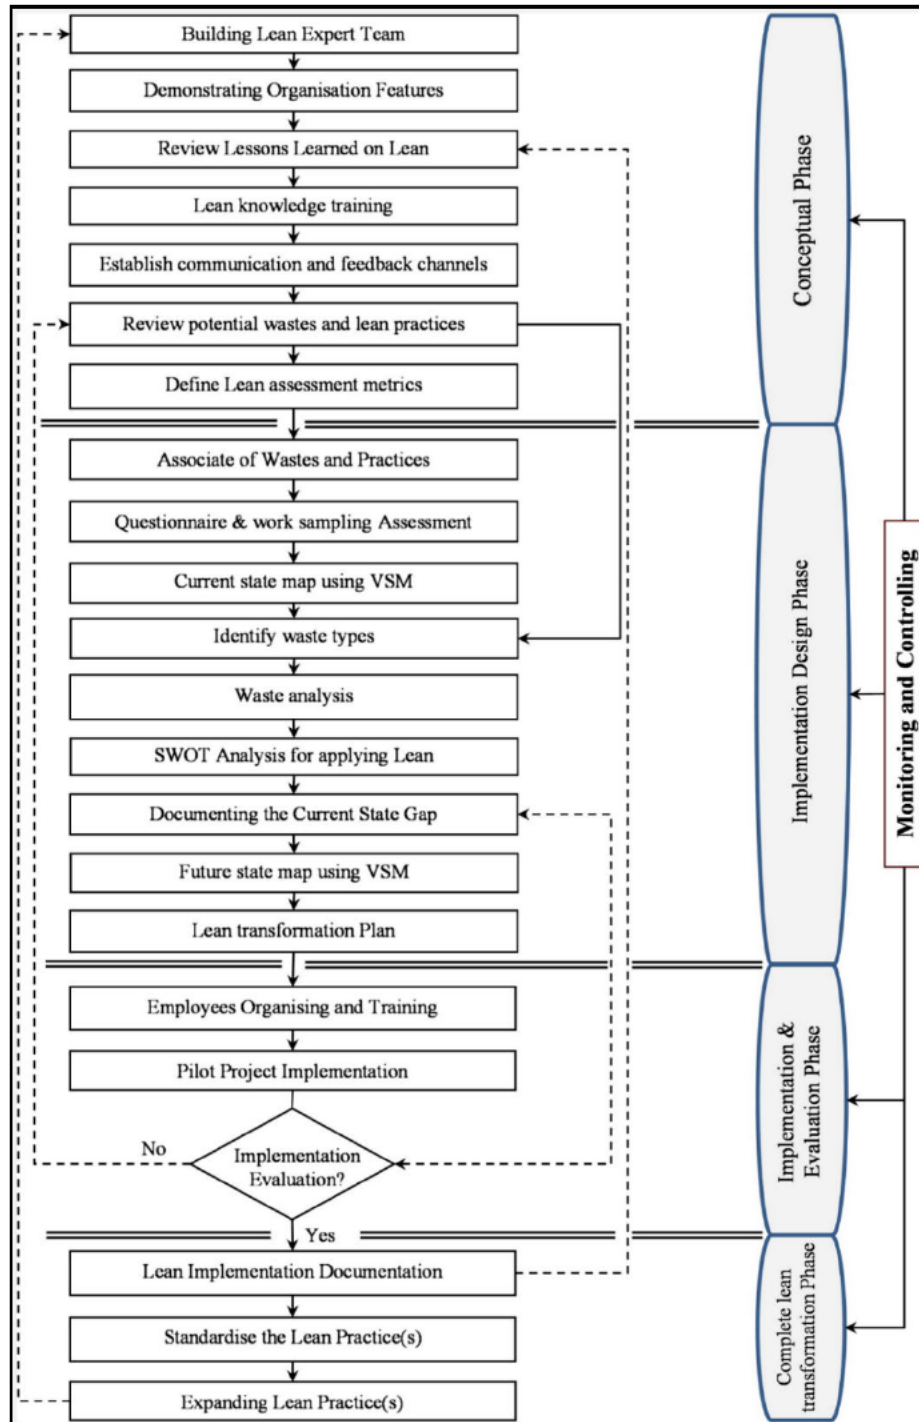 Building Lean Expert Team
Demonstrating Organisation Features
Review Lessons Learned on Lean
Lean knowledge training
Establish communication and feedback channels
Review potential wastes and lean practices
Define Lean assessment metrics
Associate of Wastes and Practices
Questionnaire & work sampling Assessment
Current state map using VSM
Identify waste types
Waste analysis
SWOT Analysis for applying Lean
Documenting the Current State Gap
Future state map using VSM
Lean transformation Plan
Employees Organising and Training
Pilot Project Implementation
No
Implementation
Evaluation?
Yes
Lean Implementation Documentation
Standardise the Lean Practice(s)
Expanding Lean Practice(s)
Conceptual Phase
Implementation Design Phase
Implementation &
Evaluation Phase
Complete lean
transformation Phase
Monitoring and Controlling